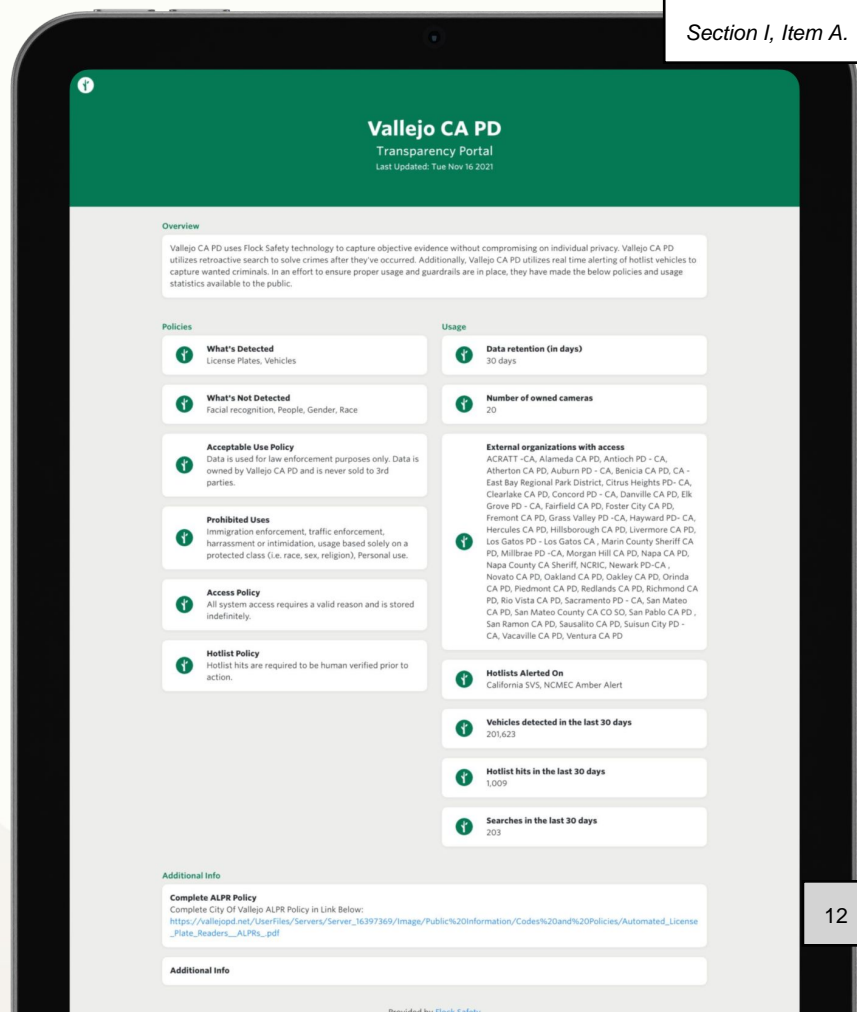 Section I, Item A.
Vallejo CA PD
Transparency Portal
Last Updated: Tue Nov 16 2021
Overview
Vallejo CA PD uses Flock Safety technology to capture objective evidence without compromising on individual privacy. Vallejo CA PD
utilizes retroactive search to solve crimes after they've occurred. Additionally, Vallejo CA PD utilizes real time alerting of hotlist vehicles to
capture wanted criminals. In an effort to ensure proper usage and guardrails are in place, they have made the below policies and usage
statistics available to the public.
Policies
What's Detected
License Plates, Vehicles
What's Not Detected
Facial recognition, People, Gender, Race
Acceptable Use Policy
Data is used for law enforcement purposes only. Data is
owned by Vallejo CA PD and is never sold to 3rd
parties.
Prohibited Uses
Immigration enforcement, traffic enforcement,
harrassment or intimidation, usage based solely on a
protected class (i.e. race, sex, religion), Personal use.
Access Policy
All system access requires a valid reason and is stored
indefinitely.
Hotlist Policy
Hotlist hits are required to be human verified prior to
action.
Usage
Data retention (in days)
30 days
Number of owned cameras
20
External organizations with access
ACRATT -CA, Alameda CA PD, Antioch PD - CA,
Atherton CA PD, Auburn PD - CA, Benicia CA PD, CA -
East Bay Regional Park District, Citrus Heights PD- CA,
Clearlake CA PD, Concord PD - CA, Danville CA PD, Elk
Grove PD - CA, Fairfield CA PD, Foster City CA PD,
Fremont CA PD, Grass Valley PD -CA, Hayward PD- CA,
Hercules CA PD, Hillsborough CA PD, Livermore CA PD,
Los Gatos PD - Los Gatos CA , Marin County Sheriff CA
PD, Millbrae PD -CA, Morgan Hill CA PD, Napa CA PD,
Napa County CA Sheriff, NCRIC, Newark PD-CA ,
Novato CA PD, Oakland CA PD, Oakley CA PD, Orinda
CA PD, Piedmont CA PD, Redlands CA PD, Richmond CA
PD, Rio Vista CA PD, Sacramento PD - CA, San Mateo
CA PD, San Mateo County CA CO SO, San Pablo CA PD ,
San Ramon CA PD, Sausalito CA PD, Suisun City PD -
CA, Vacaville CA PD, Ventura CA PD
Hotlists Alerted On
California SVS, NCMEC Amber Alert
Vehicles detected in the last 30 days
201,623
Hotlist hits in the last 30 days
1,009
Searches in the last 30 days
203
Additional Info
Complete ALPR Policy
Complete City Of Vallejo ALPR Policy in Link Below:
https://vallejopd.net/UserFiles/Servers/Server_16397369/Image/Public%20Information/Codes%20and%20Policies/Automated_License
_Plate_Readers__ALPRs_.pdf
12
Additional Info
Provided by Flock Safety